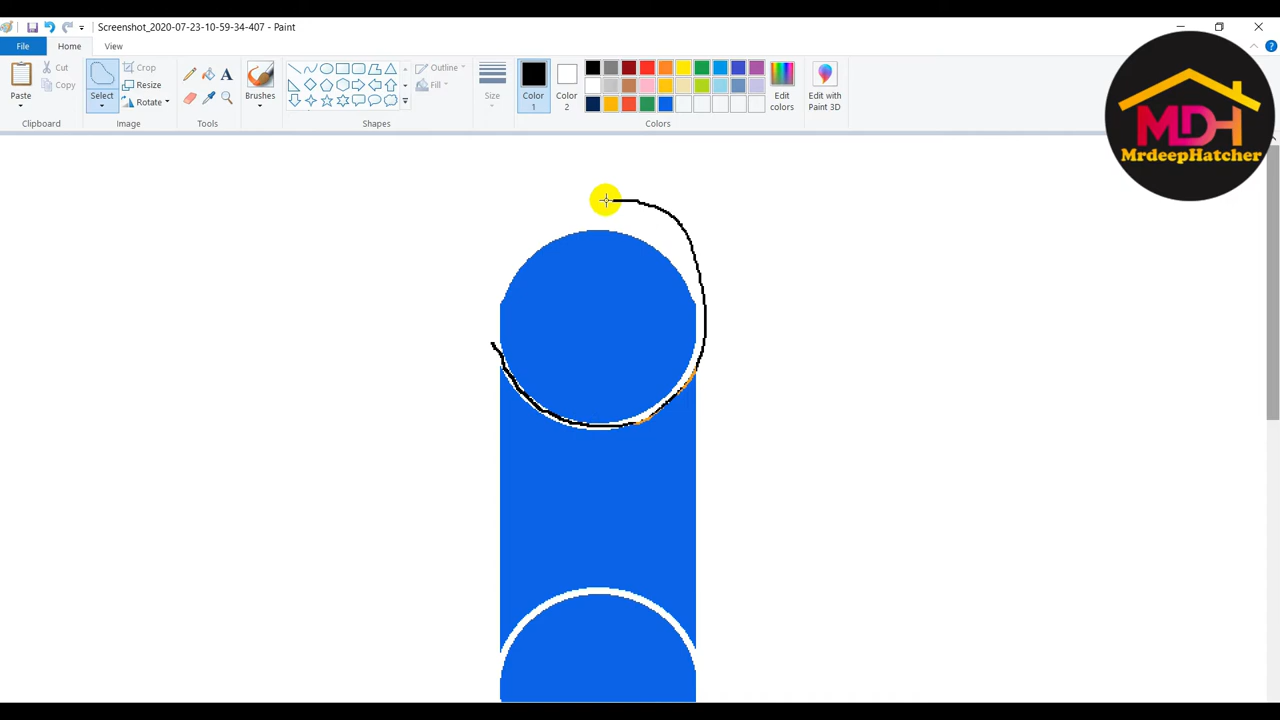 Screenshot_2020-07-23-10-59-34-407 - Paint
File
Home
View
Paste
Cut
Copy
Clipboard
Select
Crop
Resize
Rotate
Image
Tools
Brushes
Outline
Fill
Shapes
Size
Color
1
Color
2
Edit
colors
Colors
Edit with
Paint 3D
MDH
MrdeepHatcher